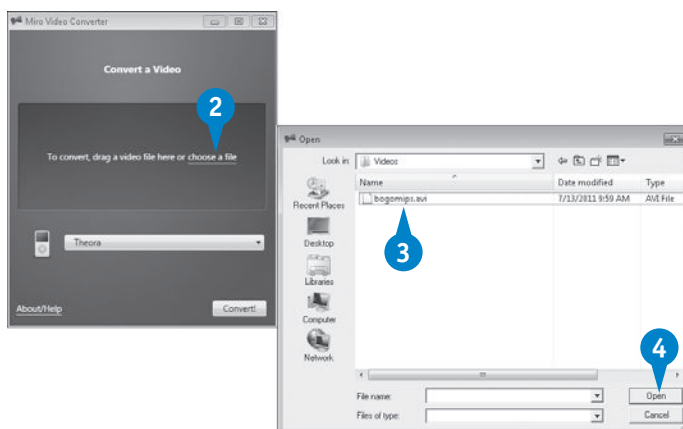 Miro Video Converter
Convert a Video
2
To convert, drag a video file here or choose a file
Theora
About/Help
Convert!
Open
Look in:
Videos
Name
Date modified
Type
Recent Places
bogomips.avi
7/13/2011 9:59 AM
AVI File
3
Desktop
Libraries
Computer
Network
4
File name:
Open
Files of type:
Cancel